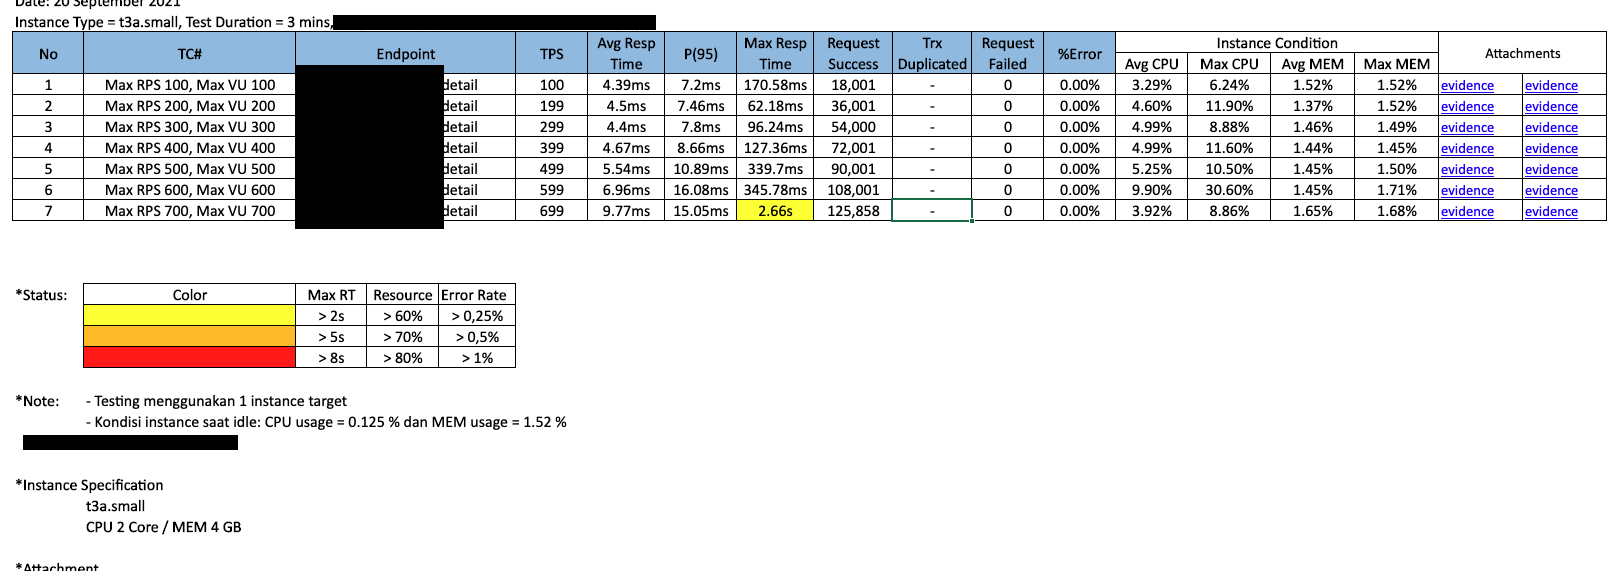 Date: 20 September 2021
Instance Type = t3a.small, Test Duration = 3 mins,
No TC# Endpoint TPS Avg Resp Time P(95) Max Resp Time Request Success Trx Duplicated Request Failed %Error Instance Condition Attachments
Avg CPU Max CPU Avg MEM Max MEM
1 Max RPS 100, Max VU 100 detail 100 4.39ms 7.2ms 170.58ms 18,001 - 0 0.00% 3.29% 6.24% 1.52% 1.52% evidence evidence
2 Max RPS 200, Max VU 200 detail 199 4.5ms 7.46ms 62.18ms 36,001 - 0 0.00% 4.60% 11.90% 1.37% 1.52% evidence evidence
3 Max RPS 300, Max VU 300 detail 299 4.4ms 7.8ms 96.24ms 54,000 - 0 0.00% 4.99% 8.88% 1.46% 1.49% evidence evidence
4 Max RPS 400, Max VU 400 detail 399 4.67ms 8.66ms 127.36ms 72,001 - 0 0.00% 4.99% 11.60% 1.44% 1.45% evidence evidence
5 Max RPS 500, Max VU 500 detail 499 5.54ms 10.89ms 339.7ms 90,001 - 0 0.00% 5.25% 10.50% 1.45% 1.50% evidence evidence
6 Max RPS 600, Max VU 600 detail 599 6.96ms 16.08ms 345.78ms 108,001 - 0 0.00% 9.90% 30.60% 1.45% 1.71% evidence evidence
7 Max RPS 700, Max VU 700 detail 699 9.77ms 15.05ms 2.66s 125,858 - 0 0.00% 3.92% 8.86% 1.65% 1.68% evidence evidence
*Status: Color Max RT Resource Error Rate
> 2s > 60% > 0,25%
> 5s > 70% > 0,5%
> 8s > 80% > 1%
*Note: - Testing menggunakan 1 instance target
- Kondisi instance saat idle: CPU usage = 0.125 % dan MEM usage = 1.52 %
*Instance Specification
t3a.small
CPU 2 Core / MEM 4 GB
*Attachment